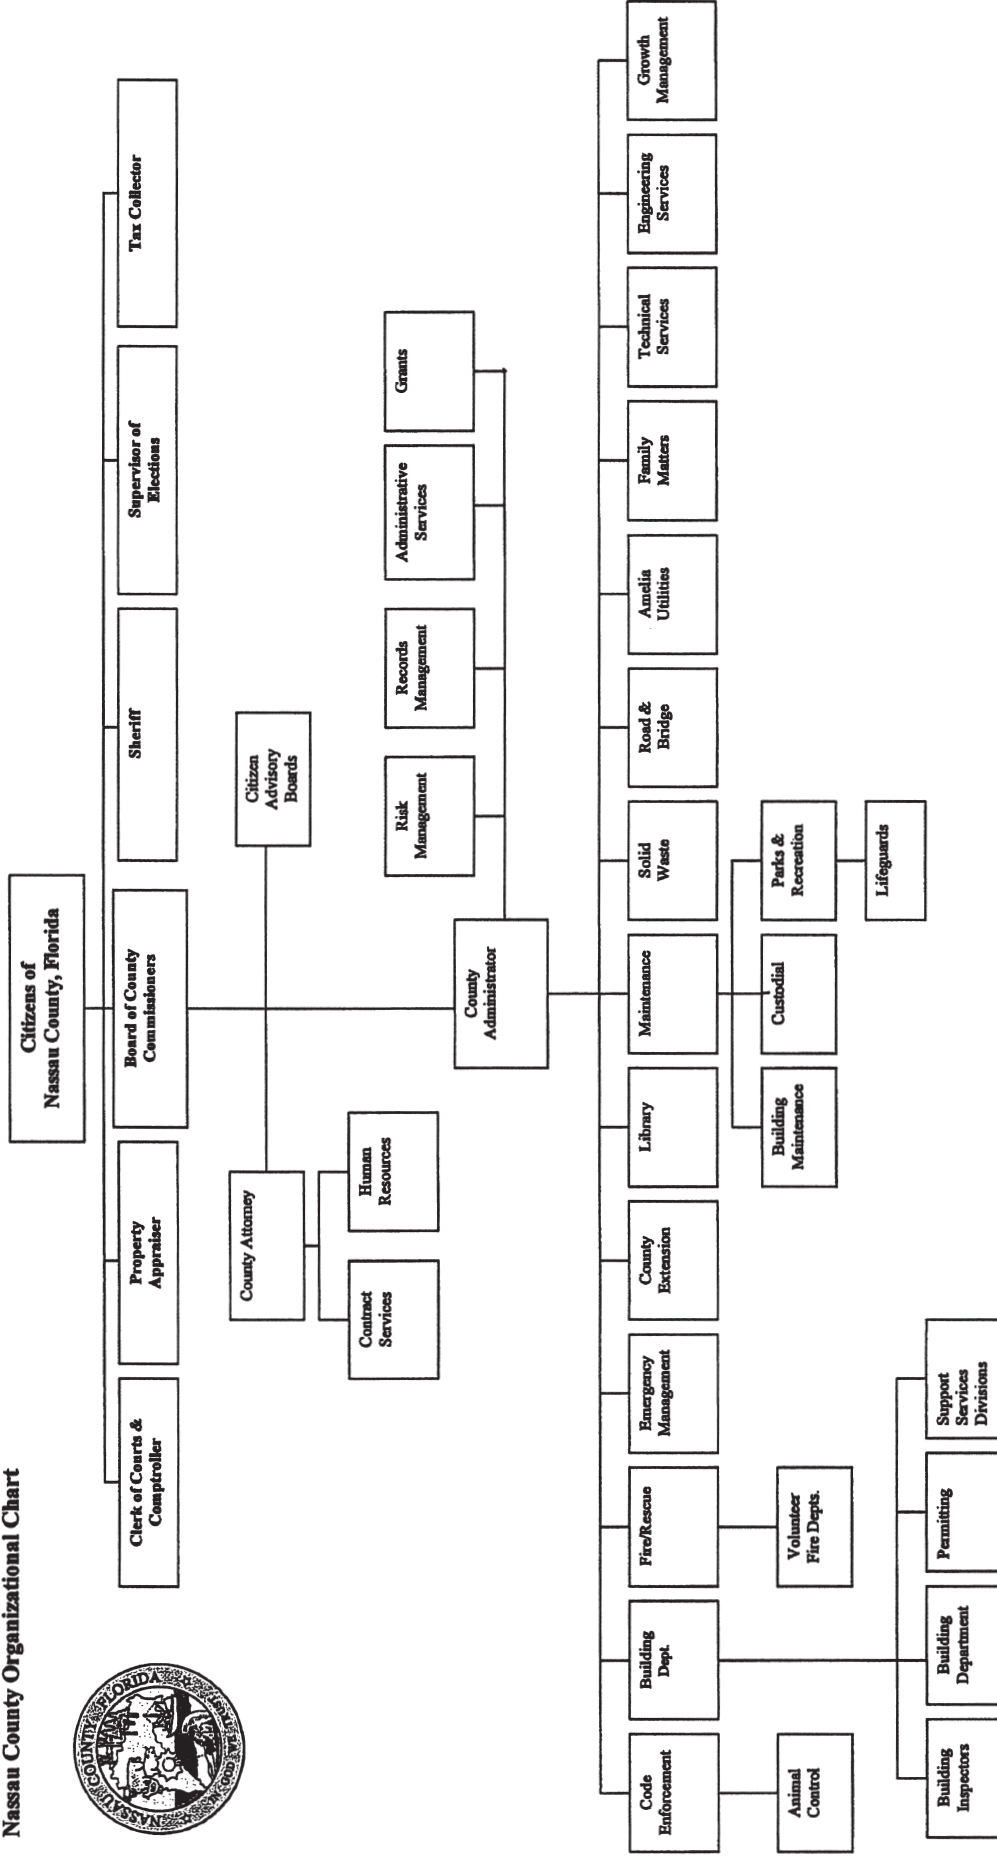 Nassau County Organizational Chart
NASSAU COUNTY FLORIDA
Citizens of
Nassau County, Florida
Clerk of Courts &
Comptroller
Property
Appraiser
Board of County
Commissioners
Sheriff
Supervisor of
Elections
Tax Collector
County Attorney
Citizen
Advisory
Boards
Contract
Services
Human
Resources
Risk
Management
Records
Management
Administrative
Services
Grants
County
Administrator
Code
Enforcement
Building
Dept.
Fire/Rescue
Emergency
Management
County
Extension
Library
Maintenance
Solid
Waste
Road &
Bridge
Amelia
Utilities
Family
Matters
Technical
Services
Engineering
Services
Growth
Management
Animal
Control
Volunteer
Fire Depts.
Building
Maintenance
Custodial
Parks &
Recreation
Lifeguards
Building
Inspectors
Building
Department
Permitting
Support
Services
Divisions